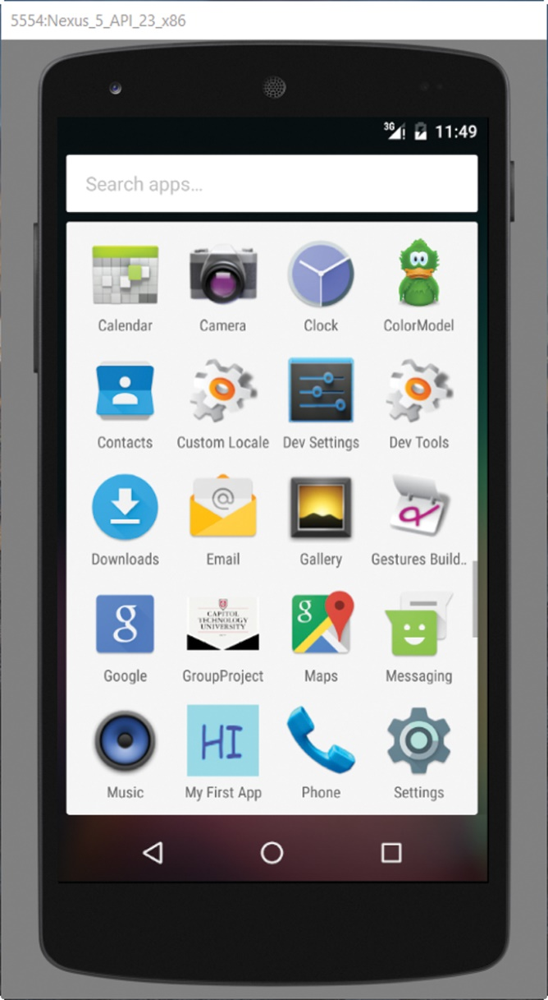 5554:Nexus_5_API_23_x86
3G 11:49
Search apps...
Calendar Camera Clock ColorModel
Contacts Custom Locale Dev Settings Dev Tools
@
Downloads Email Gallery Gestures Build..
g
CAPITOL
TECHNOLOGY
UNIVERSITY
g
Google GroupProject Maps Messaging
HI
Music My First App Phone Settings